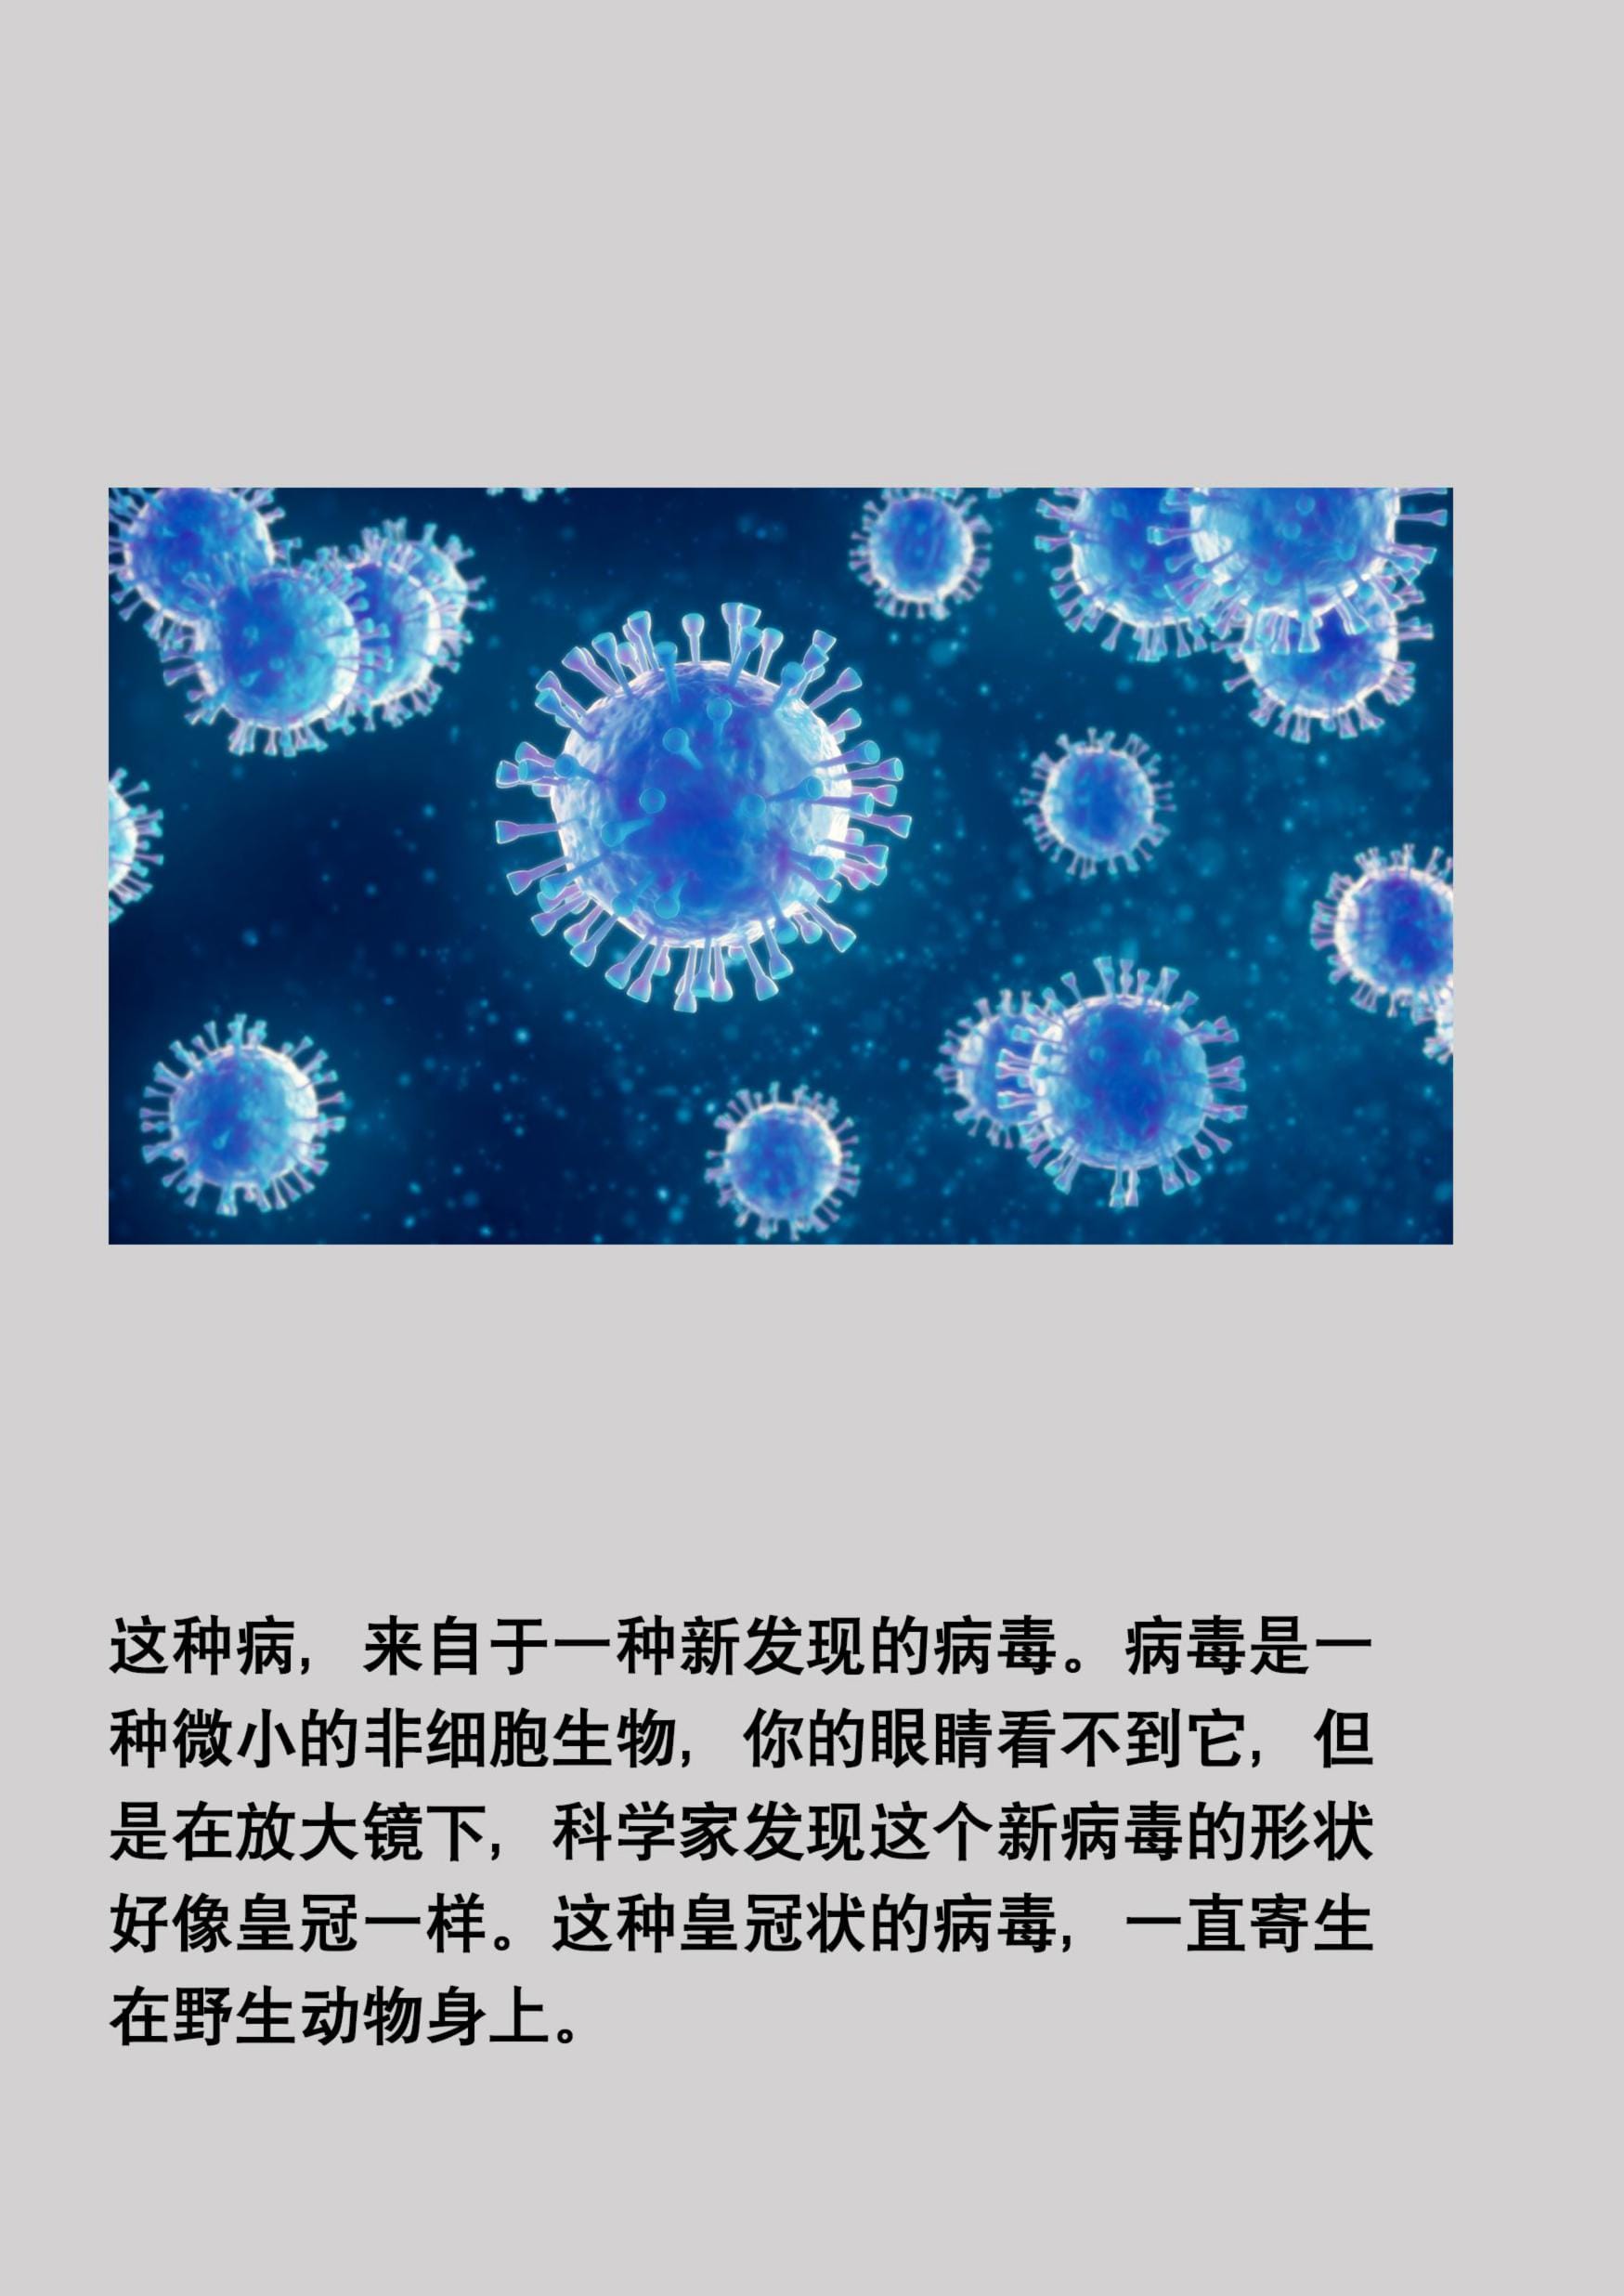 这种病，来自于一种新发现的病毒。病毒是一
种微小的非细胞生物，你的眼睛看不到它，但
是在放大镜下，科学家发现这个新病毒的形状
好像皇冠一样。这种皇冠状的病毒，一直寄生
在野生动物身上。